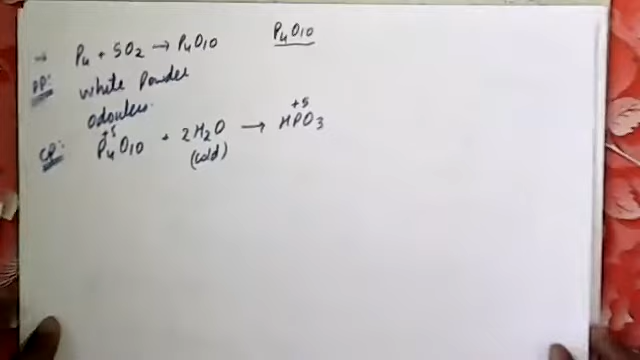 P₄O₁₀
→ P₄ + 5O₂ → P₄O₁₀
PP: White Powder
odourless.
+5 +5
CP: P₄O₁₀ + 2H₂O → HPO₃
(cold)